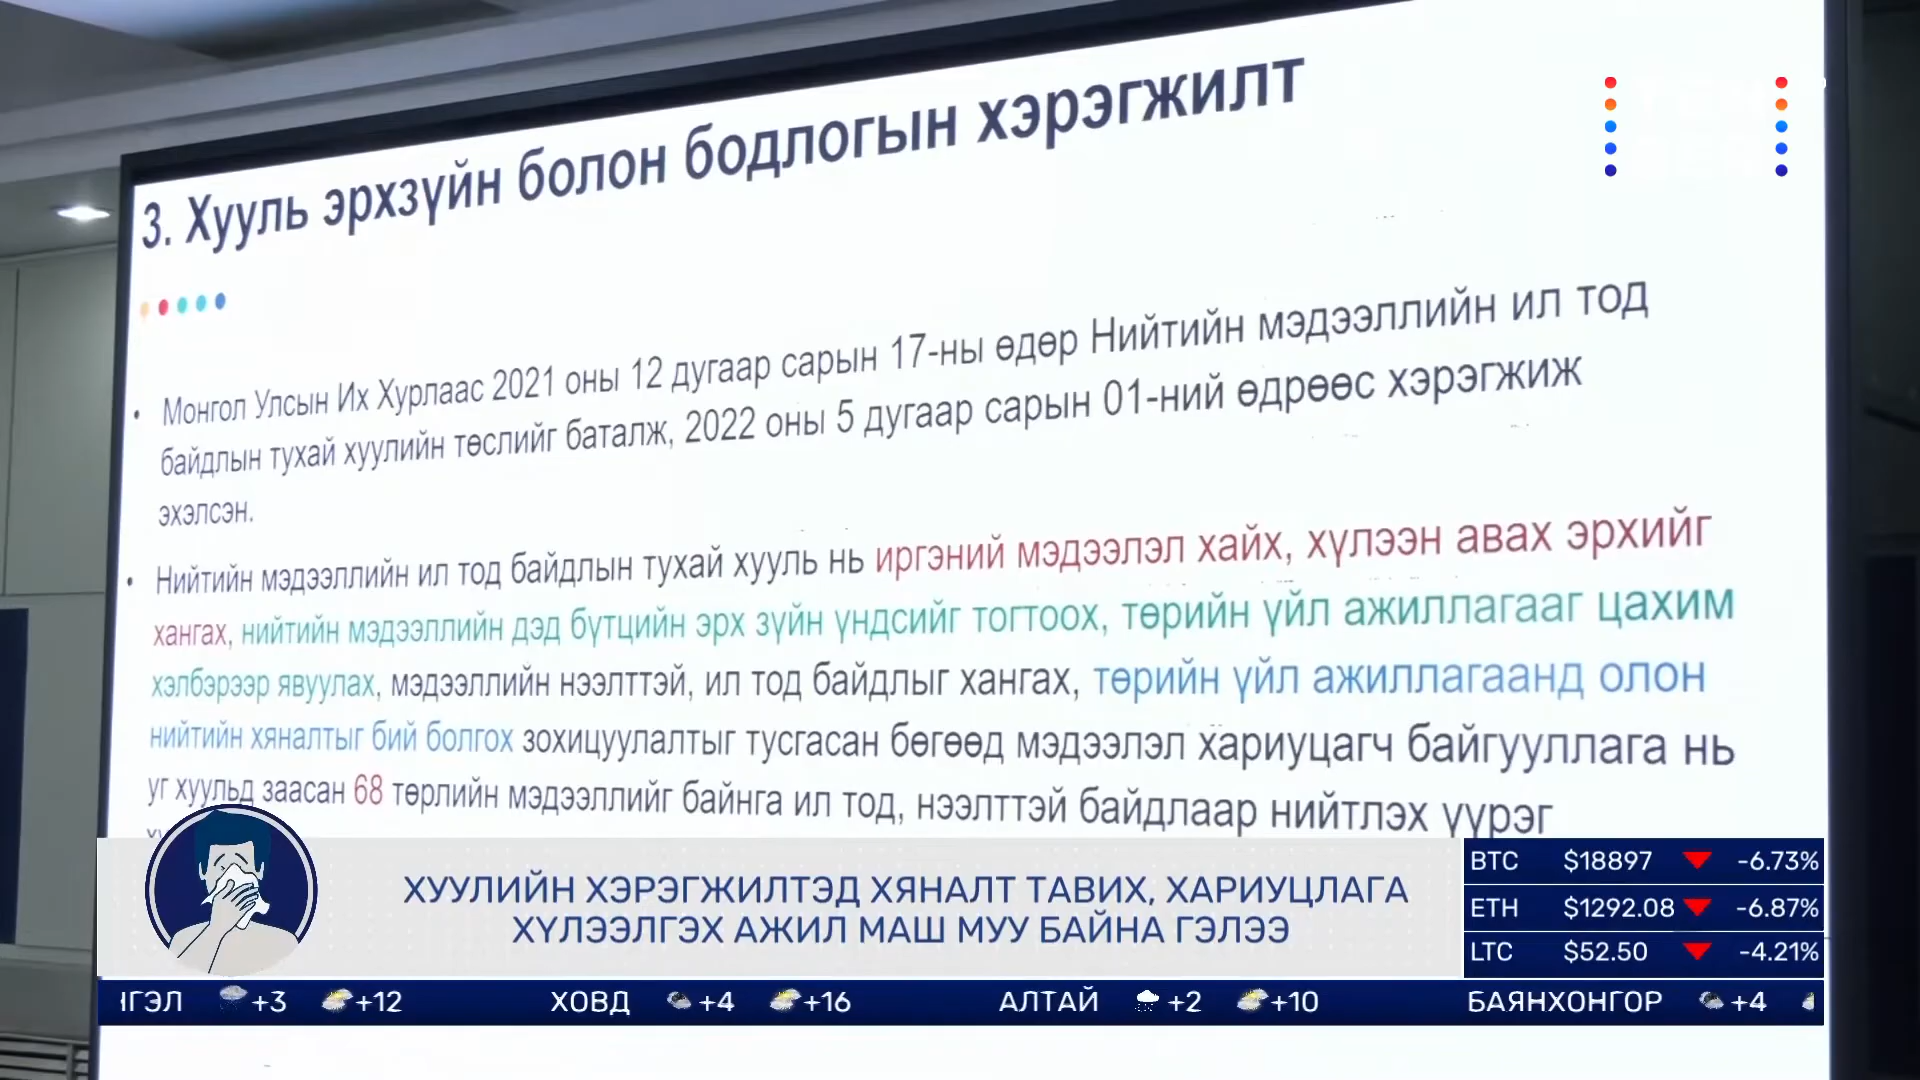 3. Хууль эрхзүйн болон бодлогын хэрэгжилт
• Монгол Улсын Их Хурлаас 2021 оны 12 дугаар сарын 17-ны өдөр Нийтийн мэдээллийн ил тод
байдлын тухай хуулийн төслийг баталж, 2022 оны 5 дугаар сарын 01-ний өдрөөс хэрэгжиж
эхэлсэн.
• Нийтийн мэдээллийн ил тод байдлын тухай хууль нь иргэний мэдээлэл хайх, хүлээн авах эрхийг
хангах, нийтийн мэдээллийн дэд бүтцийн эрх зүйн үндсийг тогтоох, төрийн үйл ажиллагааг цахим
хэлбэрээр явуулах, мэдээллийн нээлттэй, ил тод байдлыг хангах, төрийн үйл ажиллагаанд олон
нийтийн хяналтыг бий болгох зохицуулалтыг тусгасан бөгөөд мэдээлэл хариуцагч байгууллага нь
уг хуульд заасан 68 төрлийн мэдээллийг байнга ил тод, нээлттэй байдлаар нийтлэх үүрэг
ХУУЛИЙН ХЭРЭГЖИЛТЭД ХЯНАЛТ ТАВИХ, ХАРИУЦЛАГА
ХҮЛЭЭЛГЭХ АЖИЛ МАШ МУУ БАЙНА ГЭЛЭЭ
BTC $18897 -6.73%
ETH $1292.08 -6.87%
LTC $52.50 -4.21%
ГЭЛ +3 +12 ХОВД +4 +16 АЛТАЙ +2 +10 БАЯНХОНГОР +4